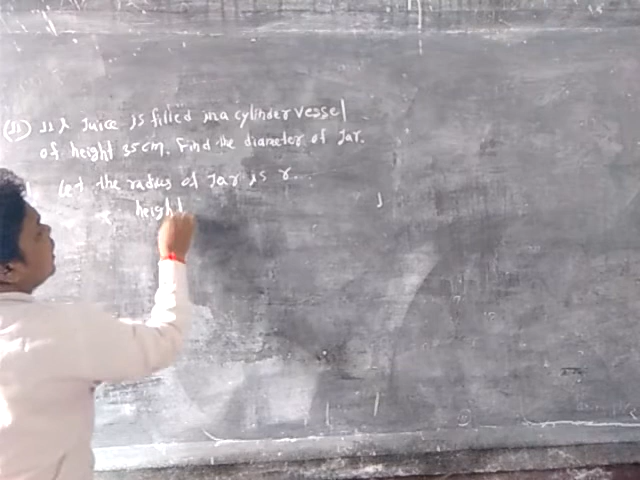 (11) 11 l Juice is filled in a cylinder vessel
of height 35cm. Find the diameter of Jar.
Let the radius of Jar is r.
height